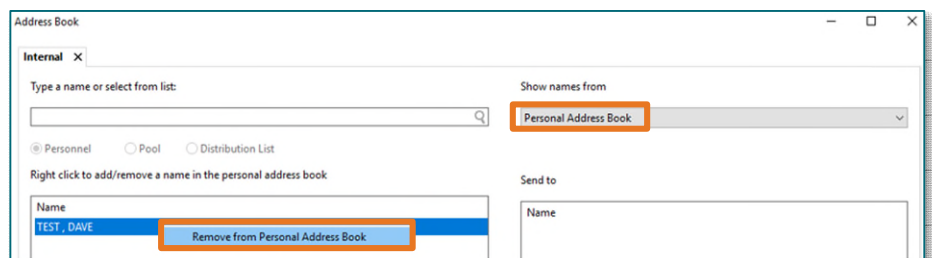 Address Book
Internal X
Type a name or select from list:
Show names from
Personal Address Book
Personnel Pool Distribution List
Right click to add/remove a name in the personal address book
Send to
Name
Name
TEST , DAVE
Remove from Personal Address Book